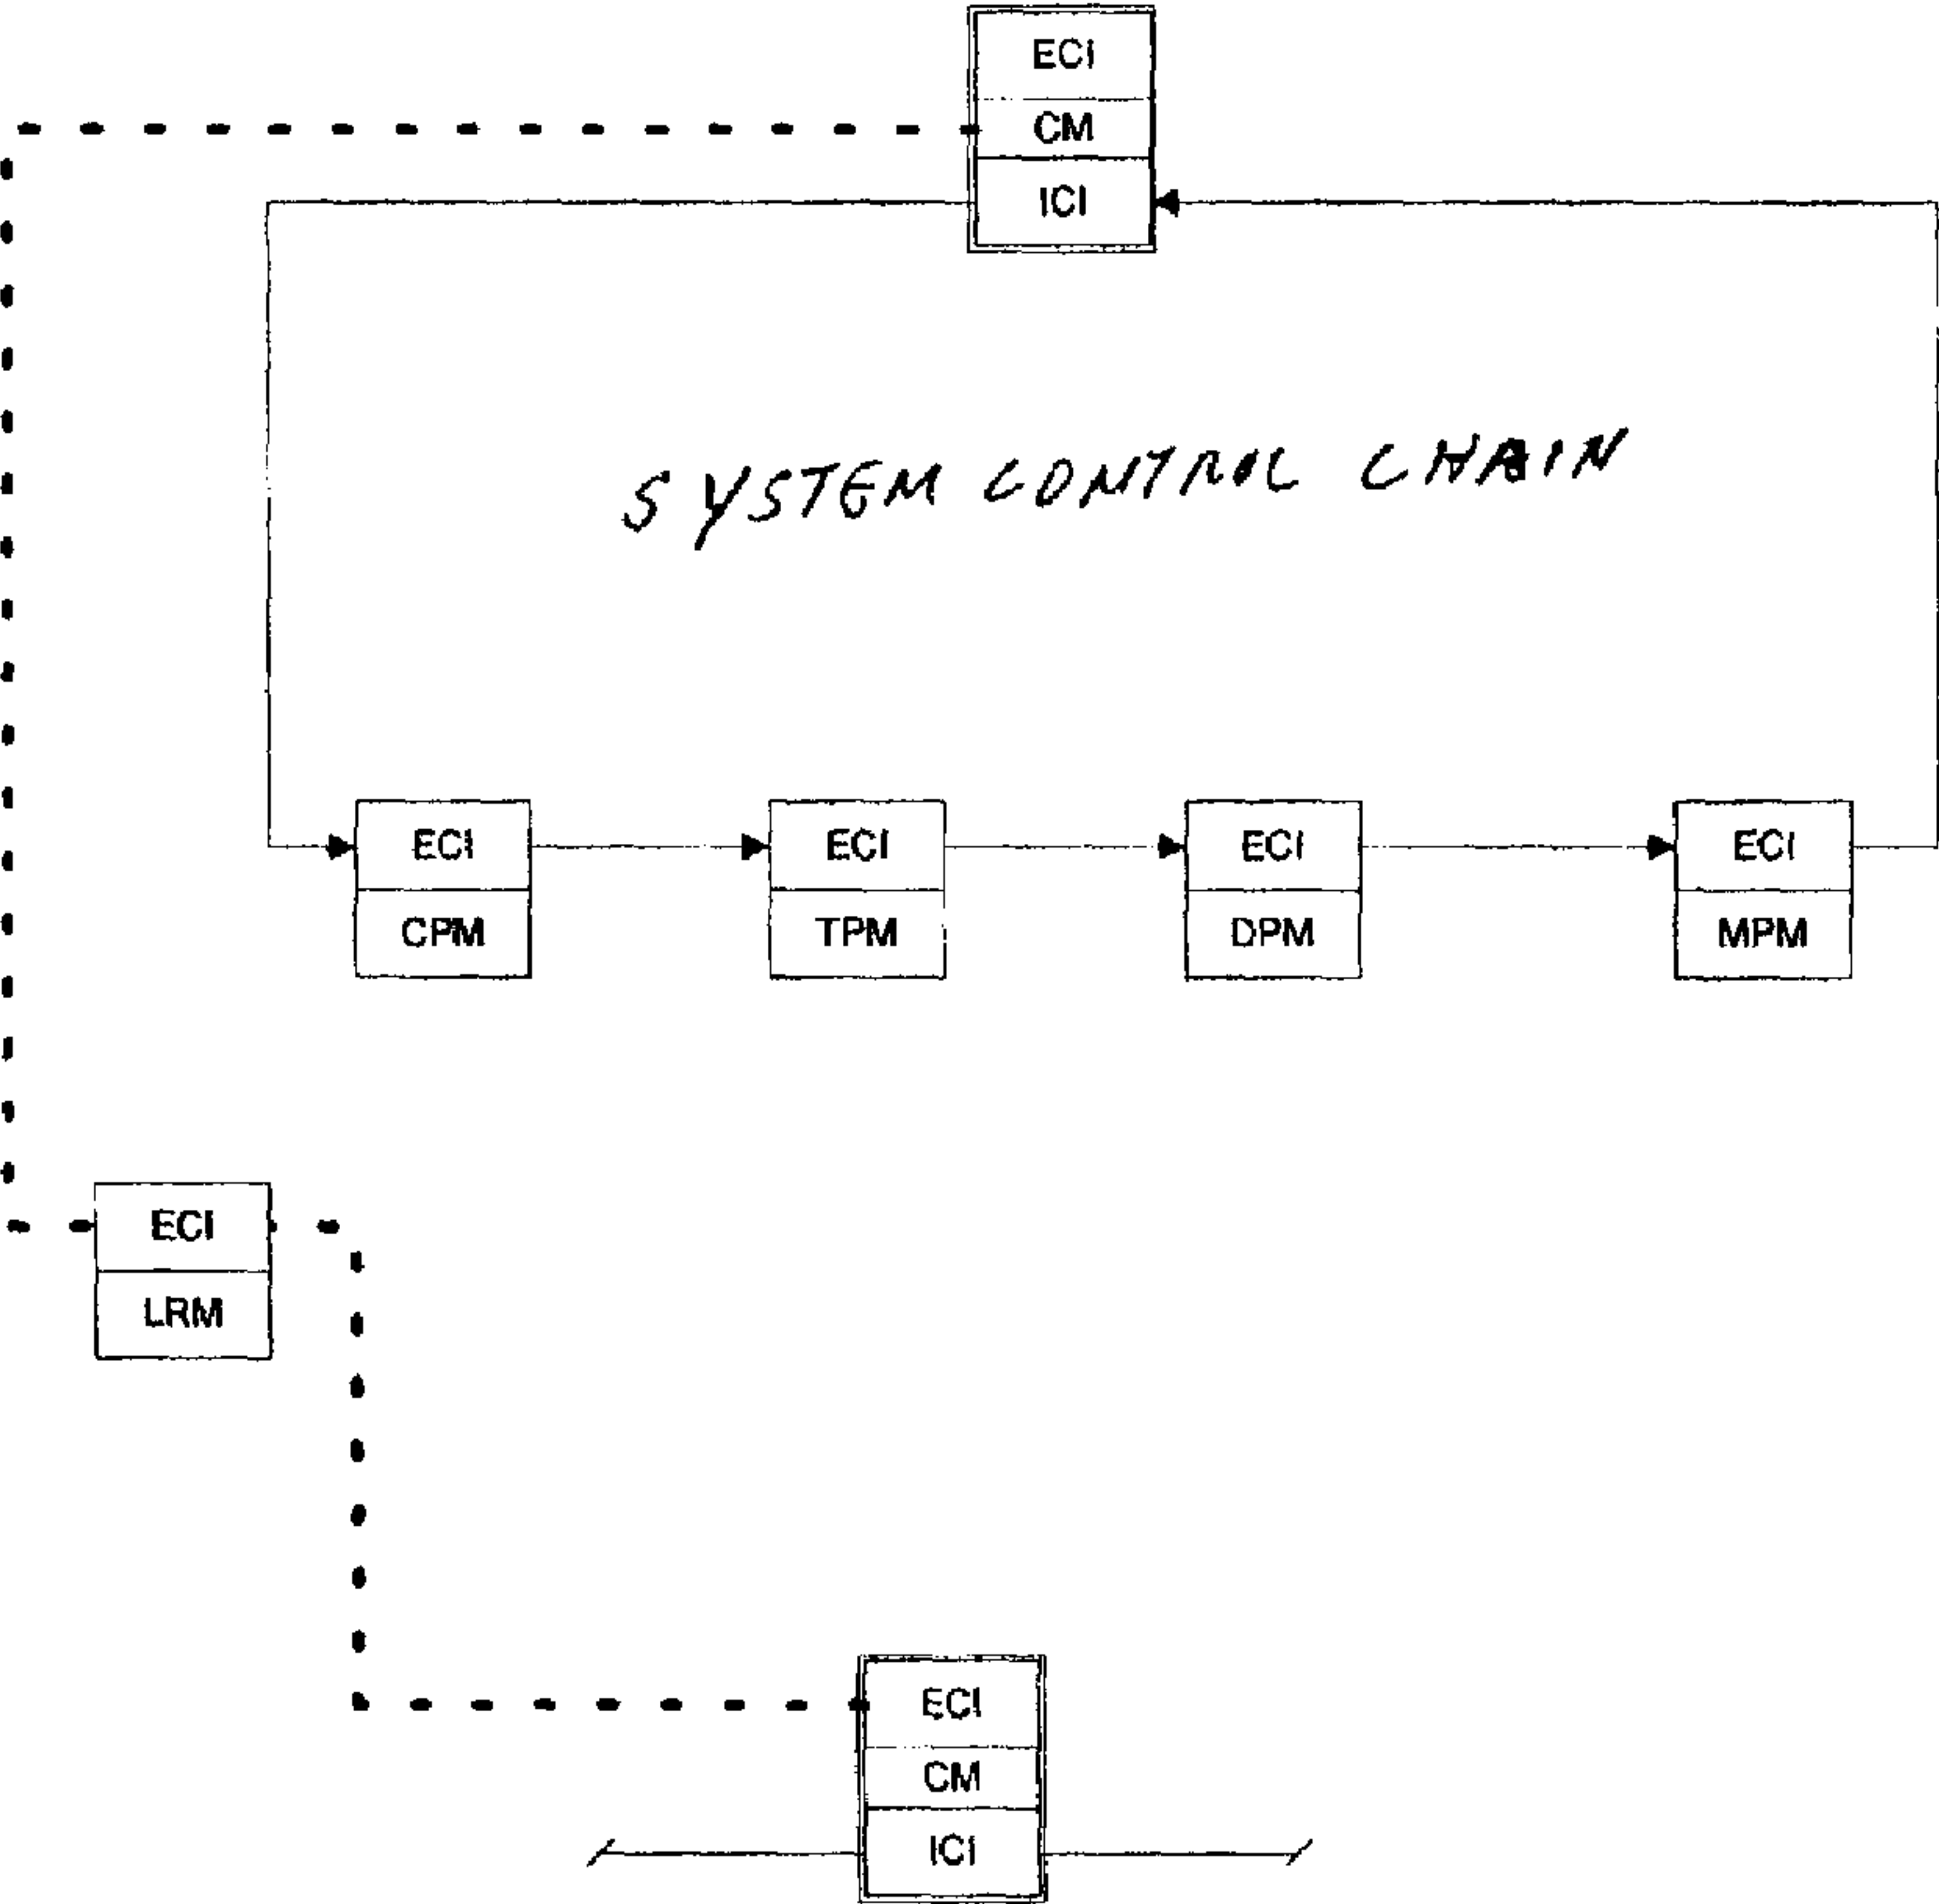 ECI
CM
ICI
SYSTEM CONTROL CHAIN
ECI ECI ECI ECI
CPM TPM DPM MPM
ECI
LRM
ECI
CM
ICI